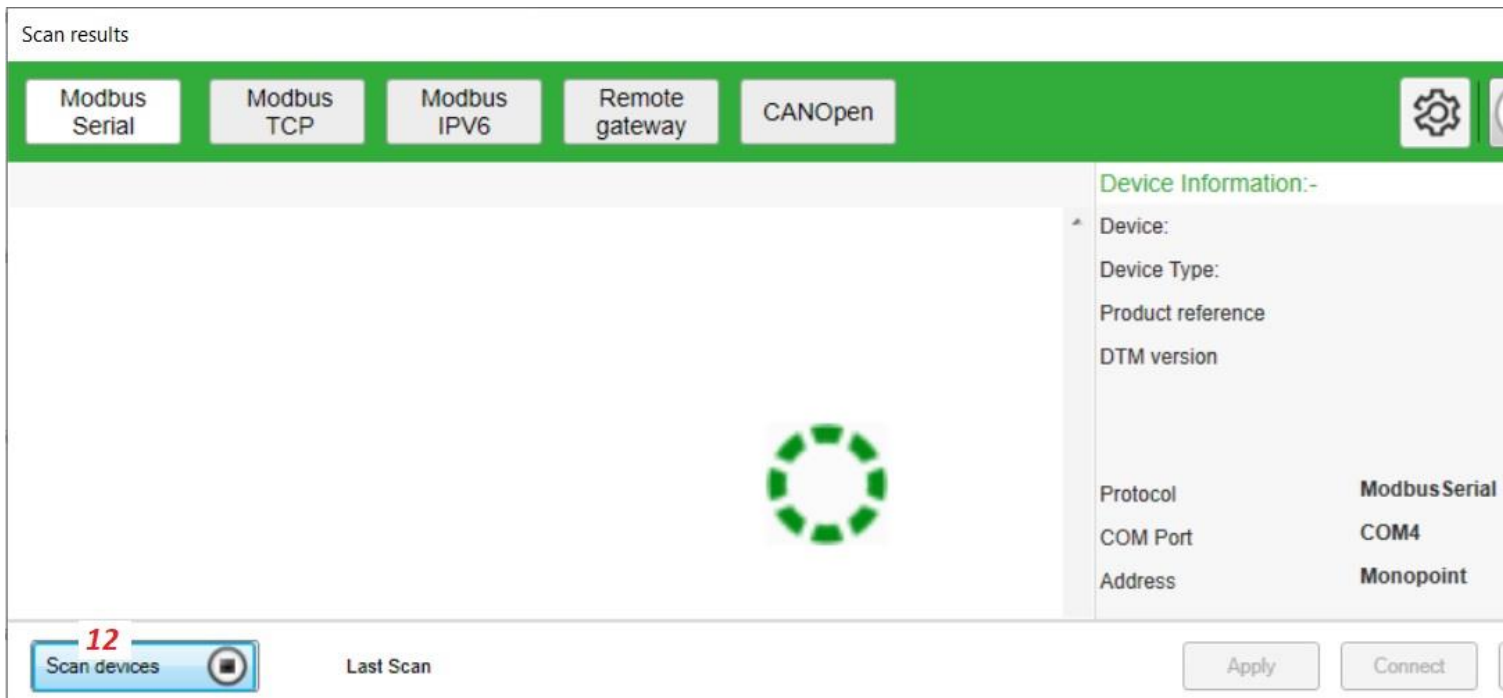 Scan results
Modbus
Serial
Modbus
TCP
Modbus
IPV6
Remote
gateway
CANOpen
Device Information:-
Device:
Device Type:
Product reference
DTM version
Protocol ModbusSerial
COM Port COM4
Address Monopoint
12
Scan devices
Last Scan
Apply
Connect